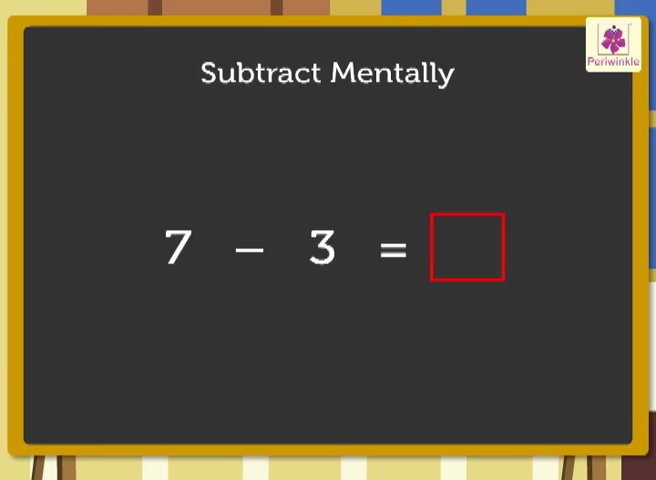 Periwinkle
Subtract Mentally
7 – 3 =